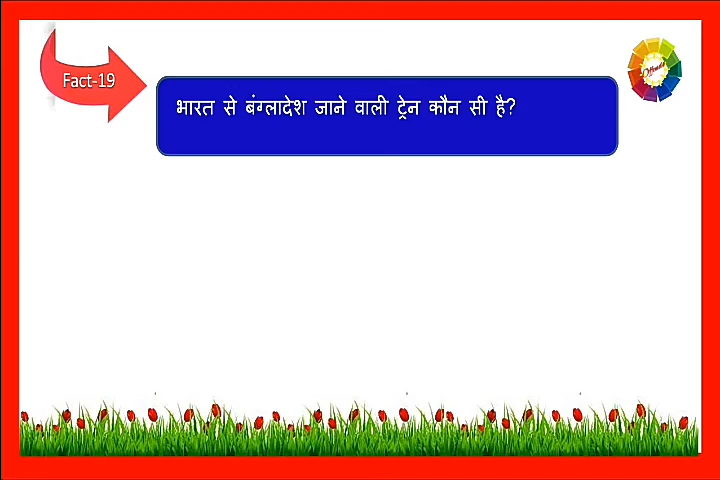 Fact-19
भारत से बंग्लादेश जाने वाली ट्रेन कौन सी है?